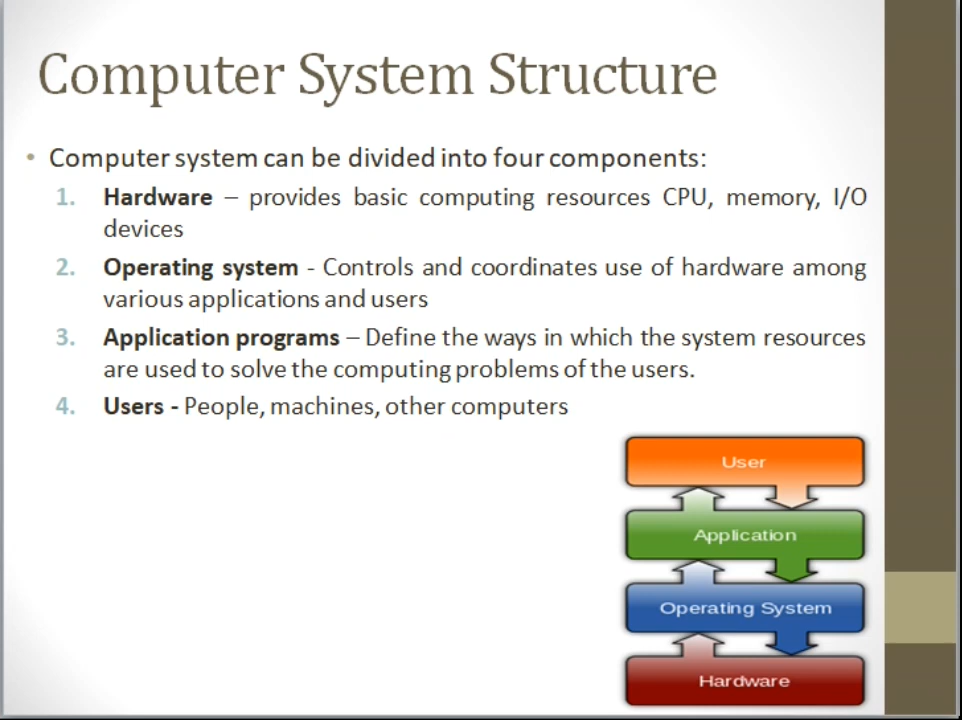 Computer System Structure
• Computer system can be divided into four components:
1. Hardware – provides basic computing resources CPU, memory, I/O
devices
2. Operating system - Controls and coordinates use of hardware among
various applications and users
3. Application programs – Define the ways in which the system resources
are used to solve the computing problems of the users.
4. Users - People, machines, other computers
User
Application
Operating System
Hardware